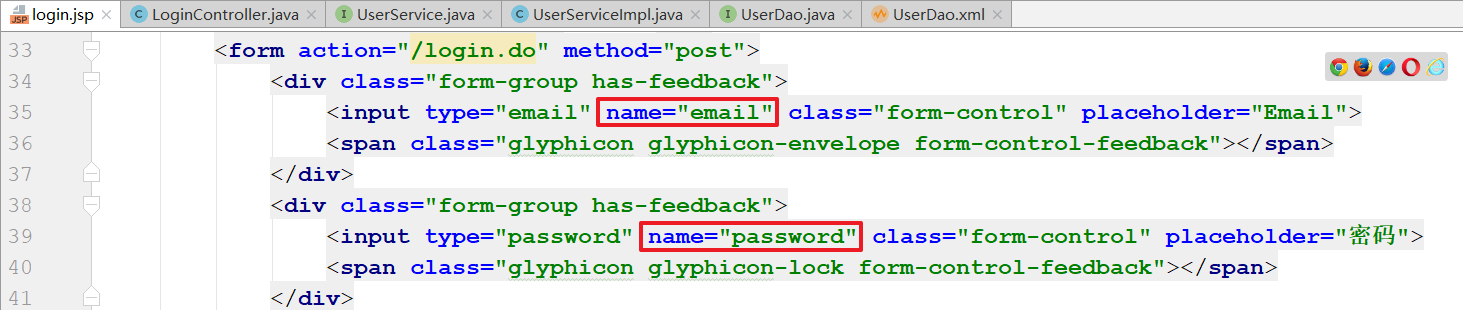 login.jsp × LoginController.java × UserService.java × UserServiceImpl.java × UserDao.java × UserDao.xml ×
33 <form action="/login.do" method="post">
34 <div class="form-group has-feedback">
35 <input type="email" name="email" class="form-control" placeholder="Email">
36 <span class="glyphicon glyphicon-envelope form-control-feedback"></span>
37 </div>
38 <div class="form-group has-feedback">
39 <input type="password" name="password" class="form-control" placeholder="密码">
40 <span class="glyphicon glyphicon-lock form-control-feedback"></span>
41 </div>